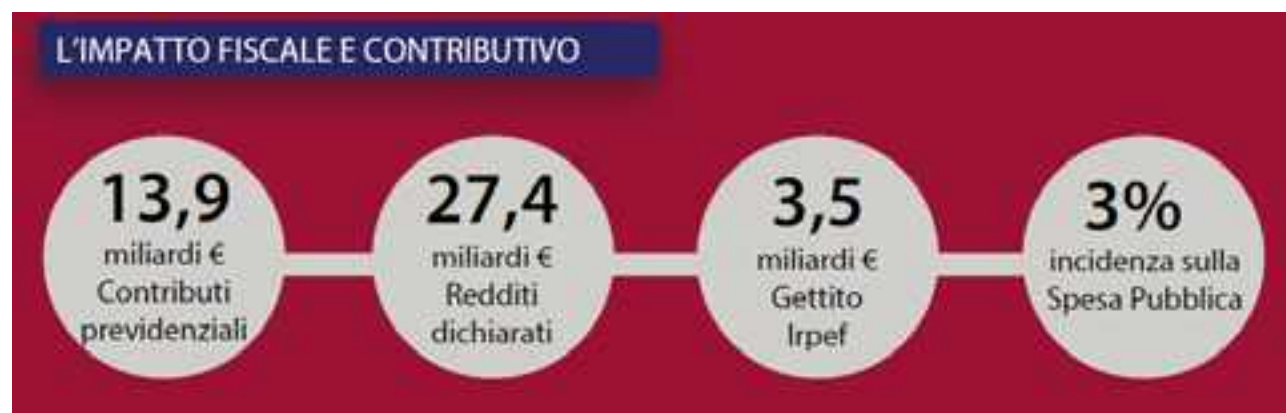 L'IMPATTO FISCALE E CONTRIBUTIVO
13,9
miliardi €
Contributi
previdenziali
27,4
miliardi €
Redditi
dichiarati
3,5
miliardi €
Gettito
Irpef
3%
incidenza sulla
Spesa Pubblica